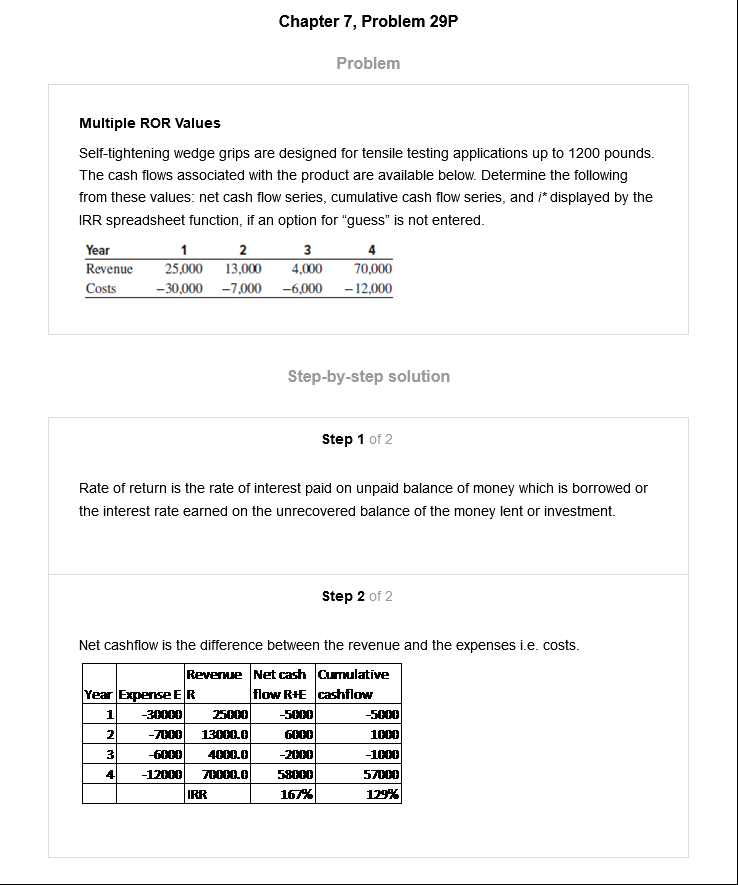 Chapter 7, Problem 29P
Problem
Multiple ROR Values
Self-tightening wedge grips are designed for tensile testing applications up to 1200 pounds.
The cash flows associated with the product are available below. Determine the following
from these values: net cash flow series, cumulative cash flow series, and i* displayed by the
IRR spreadsheet function, if an option for “guess” is not entered.
Year 1 2 3 4
Revenue 25,000 13,000 4,000 70,000
Costs −30,000 −7,000 −6,000 −12,000
Step-by-step solution
Step 1 of 2
Rate of return is the rate of interest paid on unpaid balance of money which is borrowed or
the interest rate earned on the unrecovered balance of the money lent or investment.
Step 2 of 2
Net cashflow is the difference between the revenue and the expenses i.e. costs.
Revenue Net cash Cumulative
Year Expense E R flow R+E cashflow
1 -30000 25000 -5000 -5000
2 -7000 13000.0 6000 1000
3 -6000 4000.0 -2000 -1000
4 -12000 70000.0 58000 57000
IRR 167% 129%